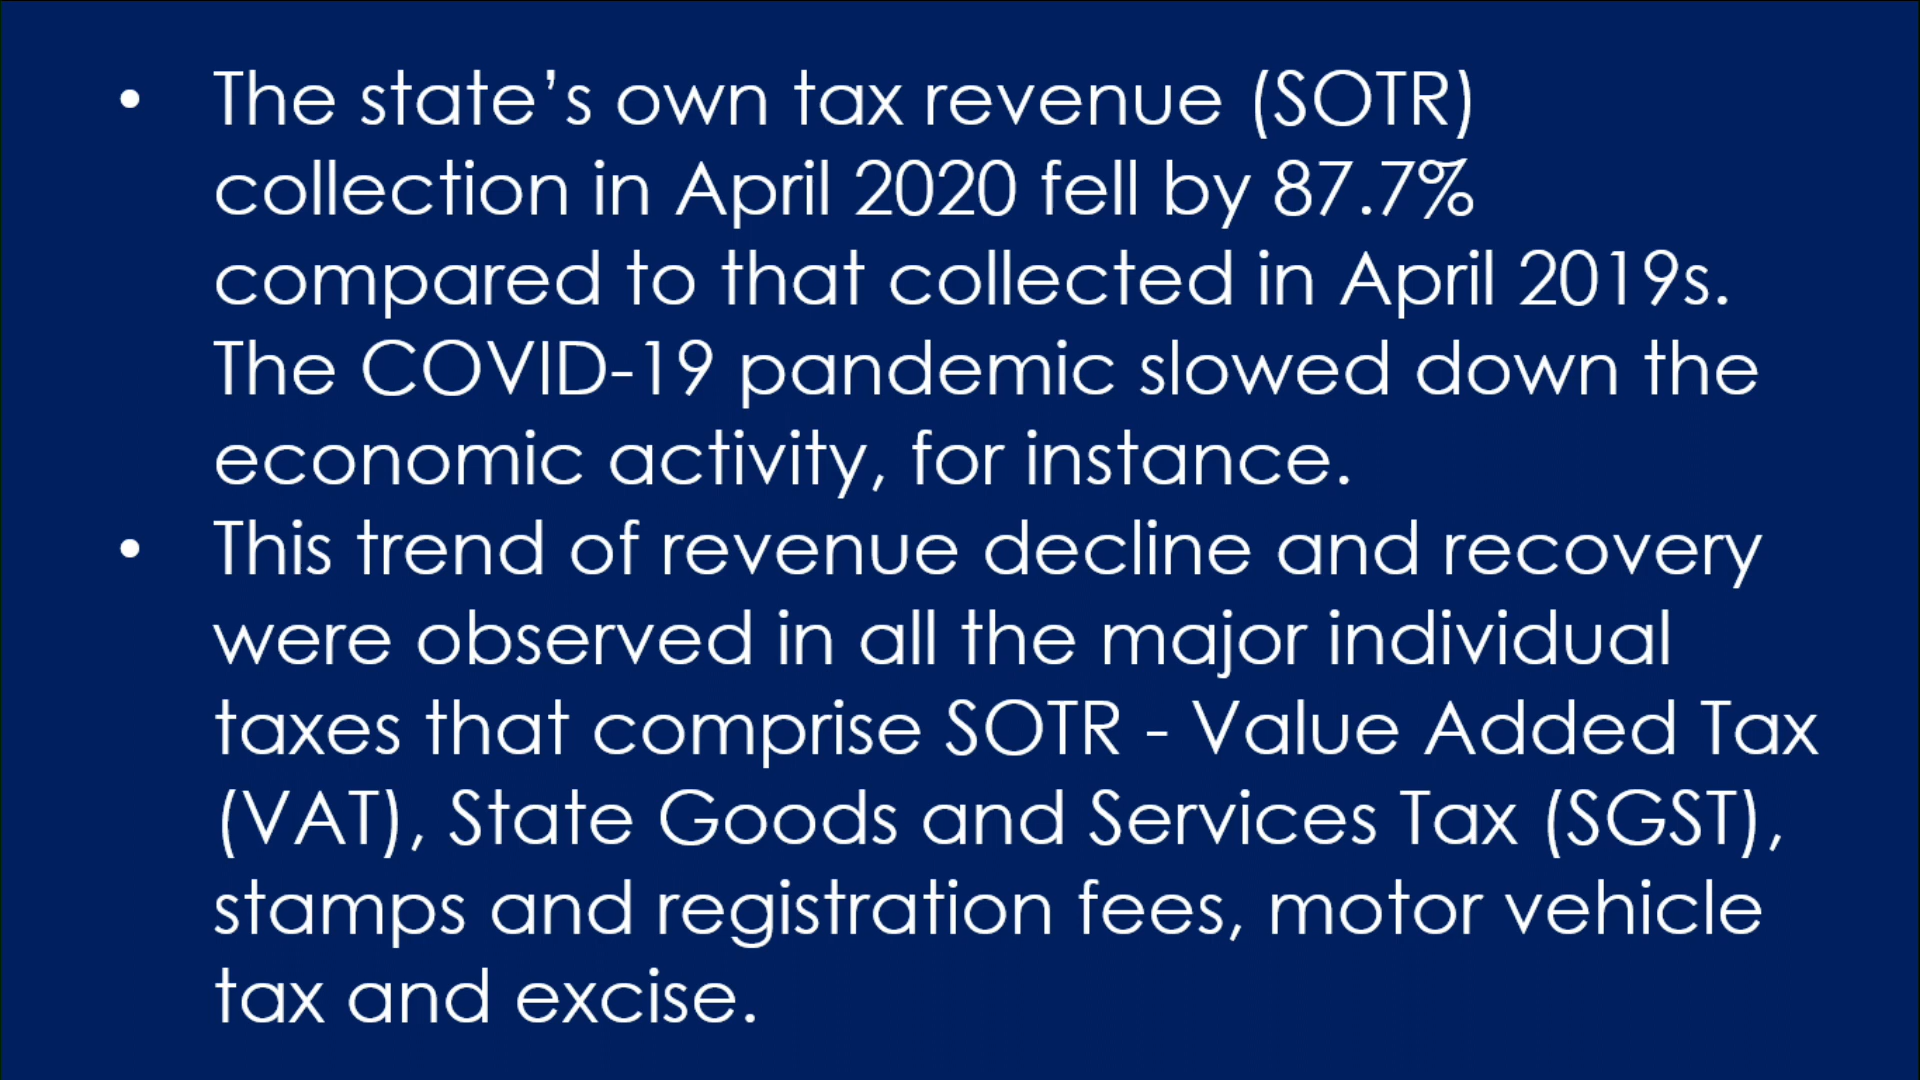 • The state’s own tax revenue (SOTR)
collection in April 2020 fell by 87.7%
compared to that collected in April 2019s.
The COVID-19 pandemic slowed down the
economic activity, for instance.
• This trend of revenue decline and recovery
were observed in all the major individual
taxes that comprise SOTR - Value Added Tax
(VAT), State Goods and Services Tax (SGST),
stamps and registration fees, motor vehicle
tax and excise.